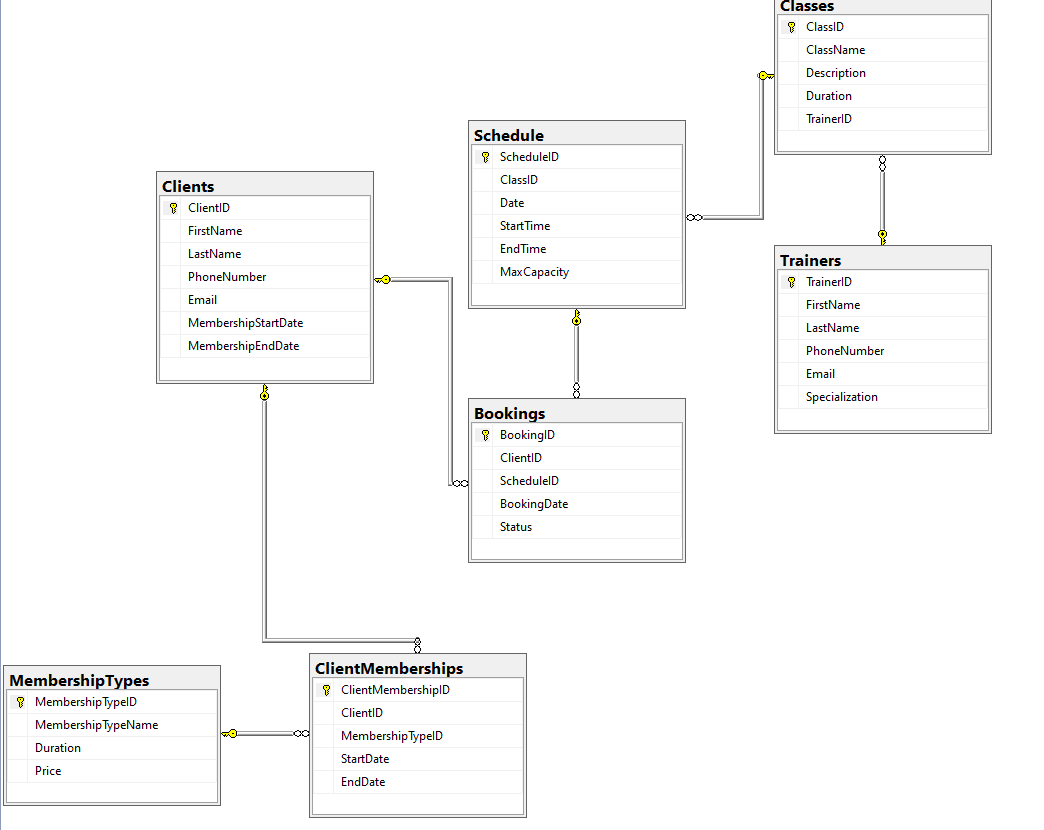 Classes
ClassID
ClassName
Description
Duration
TrainerID
Schedule
ScheduleID
ClassID
Date
StartTime
EndTime
MaxCapacity
Clients
ClientID
FirstName
LastName
PhoneNumber
Email
MembershipStartDate
MembershipEndDate
Trainers
TrainerID
FirstName
LastName
PhoneNumber
Email
Specialization
Bookings
BookingID
ClientID
ScheduleID
BookingDate
Status
MembershipTypes
MembershipTypeID
MembershipTypeName
Duration
Price
ClientMemberships
ClientMembershipID
ClientID
MembershipTypeID
StartDate
EndDate